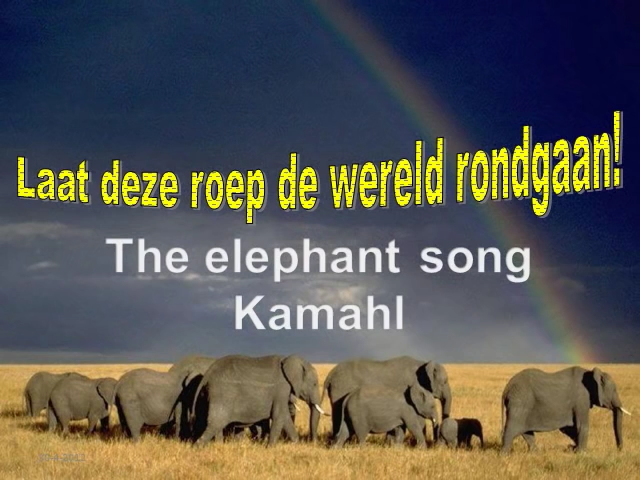 Laat deze roep de wereld rondgaan!
The elephant song
Kamahl